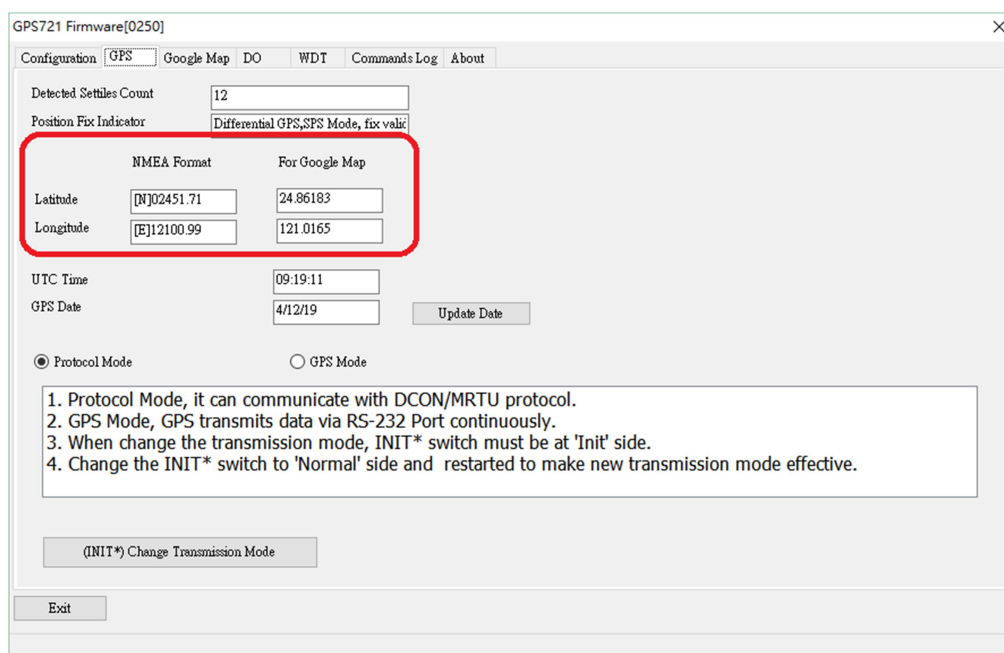 GPS721 Firmware[0250]
Configuration GPS Google Map DO WDT Commands Log About
Detected Settiles Count 12
Position Fix Indicator Differential GPS,SPS Mode, fix valid
NMEA Format For Google Map
Latitude [N]02451.71 24.86183
Longitude [E]12100.99 121.0165
UTC Time 09:19:11
GPS Date 4/12/19 Update Date
Protocol Mode GPS Mode
1. Protocol Mode, it can communicate with DCON/MRTU protocol.
2. GPS Mode, GPS transmits data via RS-232 Port continuously.
3. When change the transmission mode, INIT* switch must be at 'Init' side.
4. Change the INIT* switch to 'Normal' side and restarted to make new transmission mode effective.
(INIT*) Change Transmission Mode
Exit